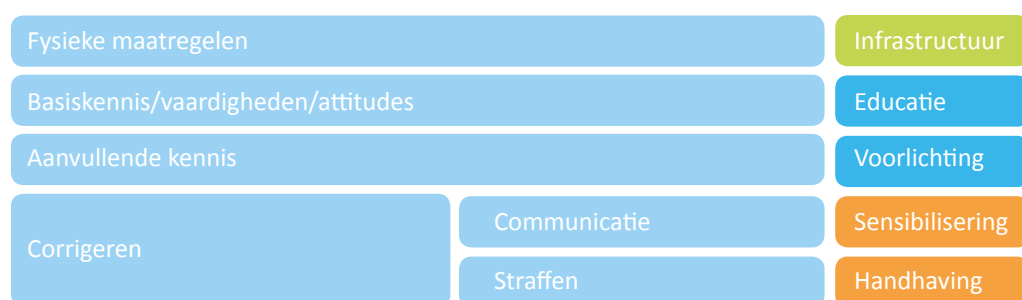 Fysieke maatregelen
Infrastructuur
Basiskennis/vaardigheden/attitudes
Educatie
Aanvullende kennis
Voorlichting
Corrigeren
Communicatie
Sensibilisering
Straffen
Handhaving